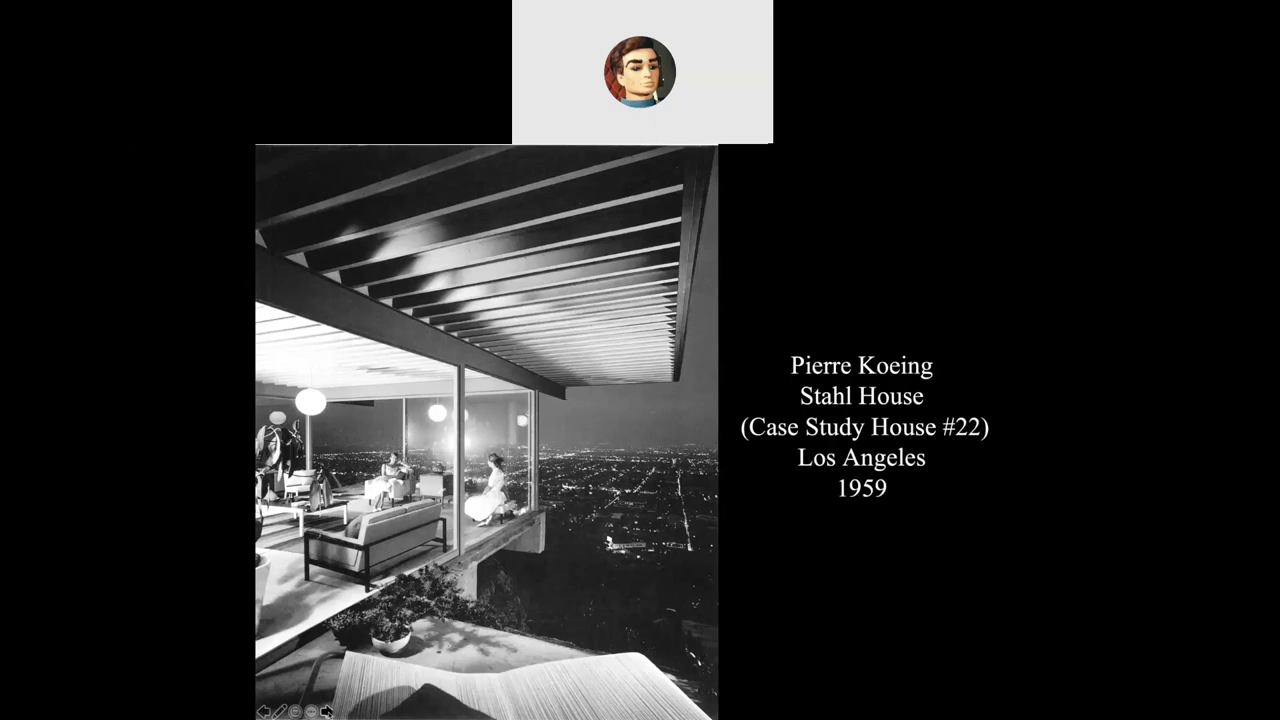 Pierre Koeing
Stahl House
(Case Study House #22)
Los Angeles
1959